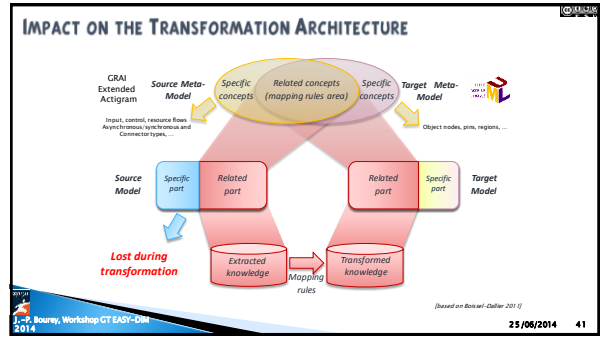 IMPACT ON THE TRANSFORMATION ARCHITECTURE
GRAI
Extended
Actigram
Source Meta-
Model
Specific
concepts
Related concepts
(mapping rules area)
Specific
concepts
Target Meta-
Model
UML
Input, control, resource flows
Asynchronous/synchronous and
Connector types, ...
Object nodes, pins, regions, ...
Source
Model
Specific
part
Related
part
Related
part
Specific
part
Target
Model
Lost during
transformation
Extracted
knowledge
Mapping
rules
Transformed
knowledge
[based on Boissel-Dallier 2011]
J.-P. Bourey, Workshop GT EASY-DIM
2014
25/06/2014
41